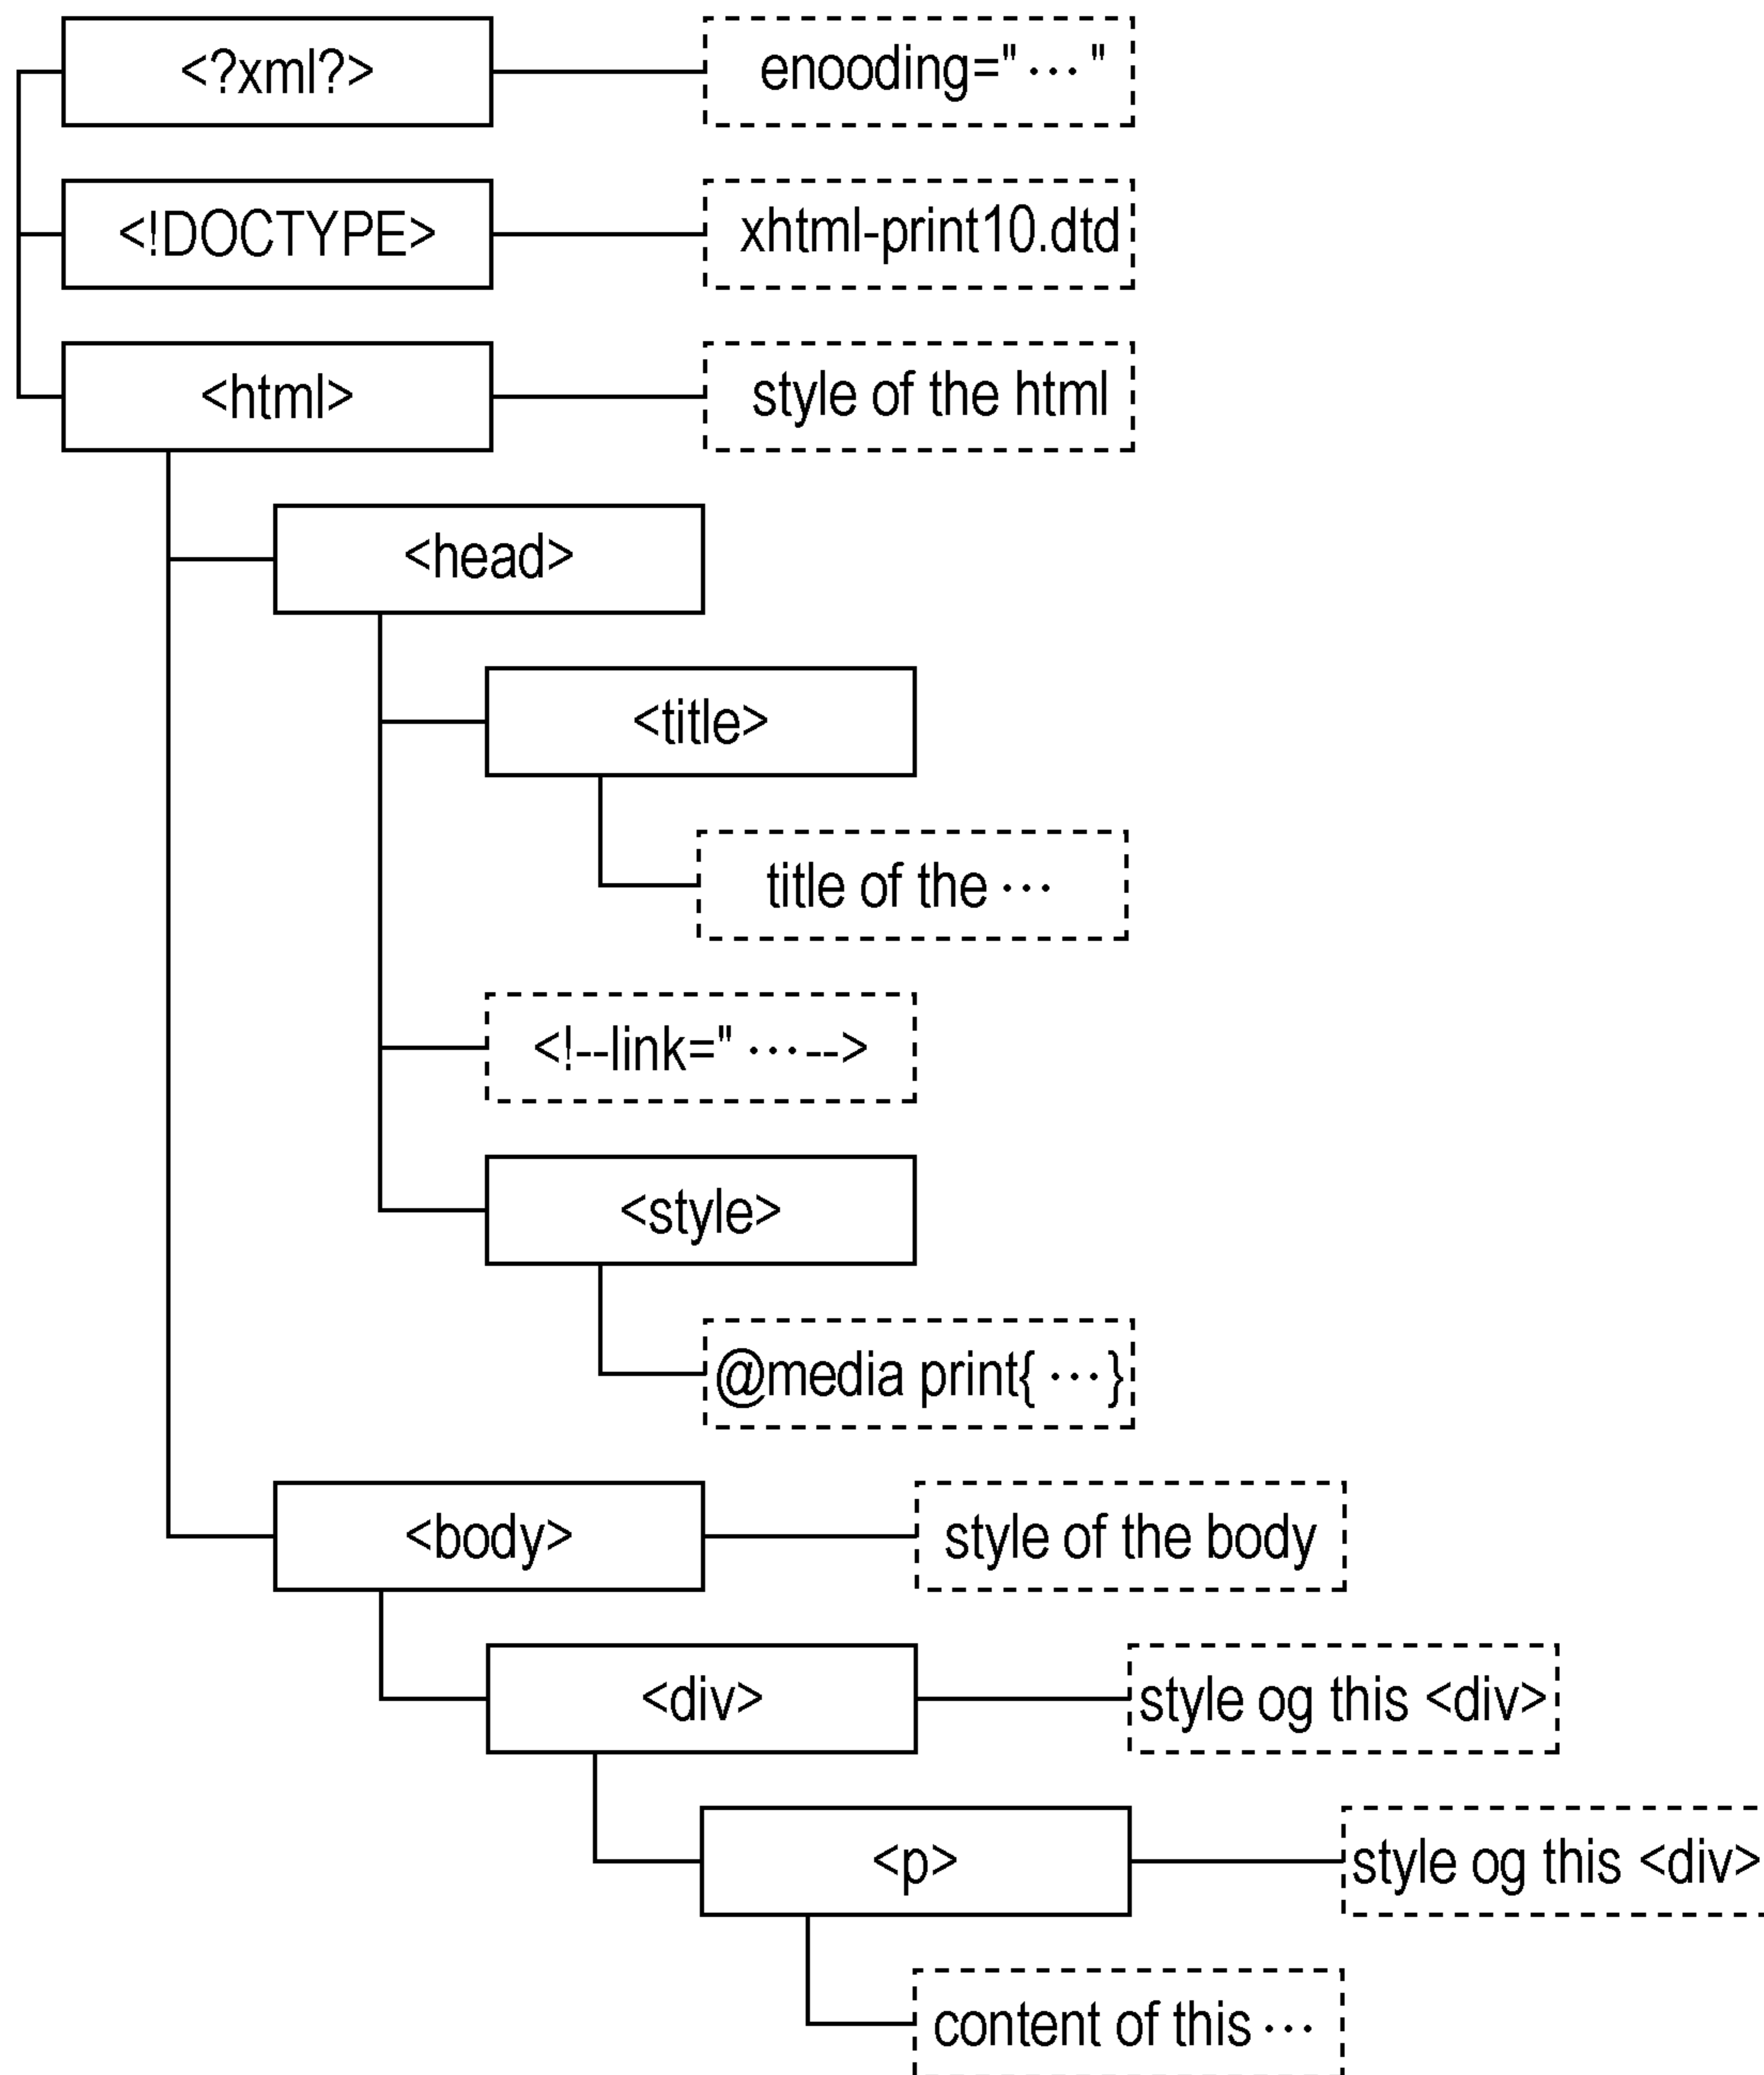 <?xml?> enooding="···"
<!DOCTYPE> xhtml-print10.dtd
<html> style of the html
<head>
<title>
title of the ···
<!--link="···-->
<style>
@media print{ ···}
<body> style of the body
<div> style og this <div>
<p> style og this <div>
content of this ···